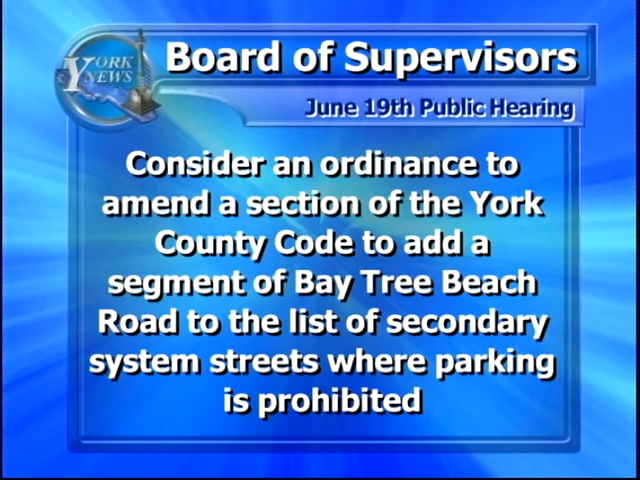 YORK
NEWS
Board of Supervisors
June 19th Public Hearing
Consider an ordinance to
amend a section of the York
County Code to add a
segment of Bay Tree Beach
Road to the list of secondary
system streets where parking
is prohibited